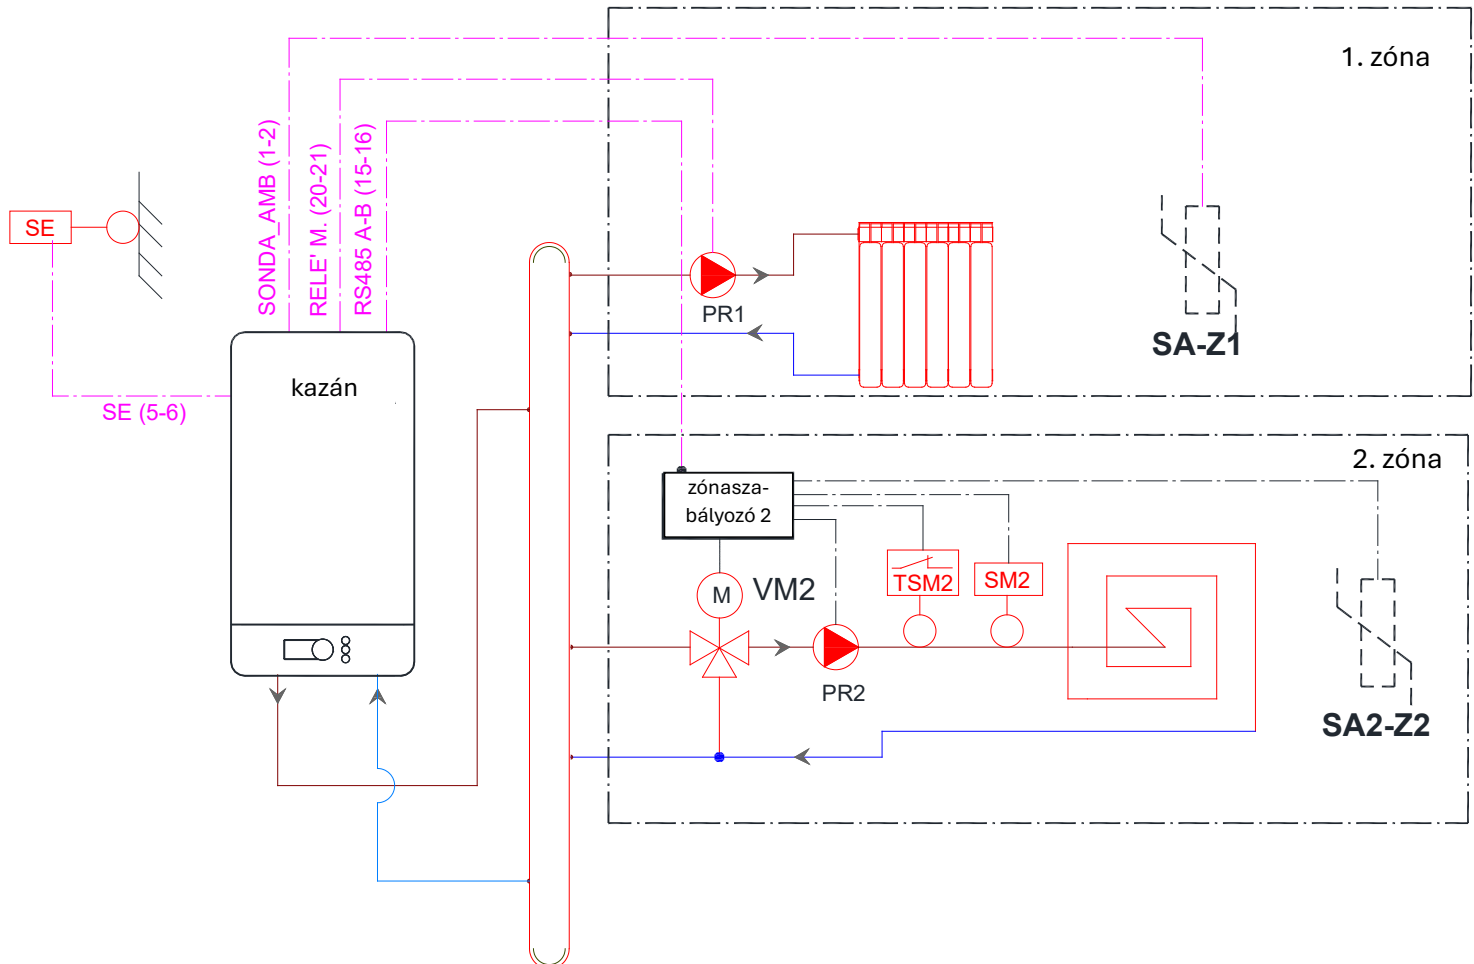 1. zóna
SONDA_AMB (1-2)
RELE' M. (20-21)
RS485 A-B (15-16)
SE
PR1
SA-Z1
kazán
SE (5-6)
2. zóna
zónasza-
bályozó 2
TSM2
SM2
M
VM2
PR2
SA2-Z2